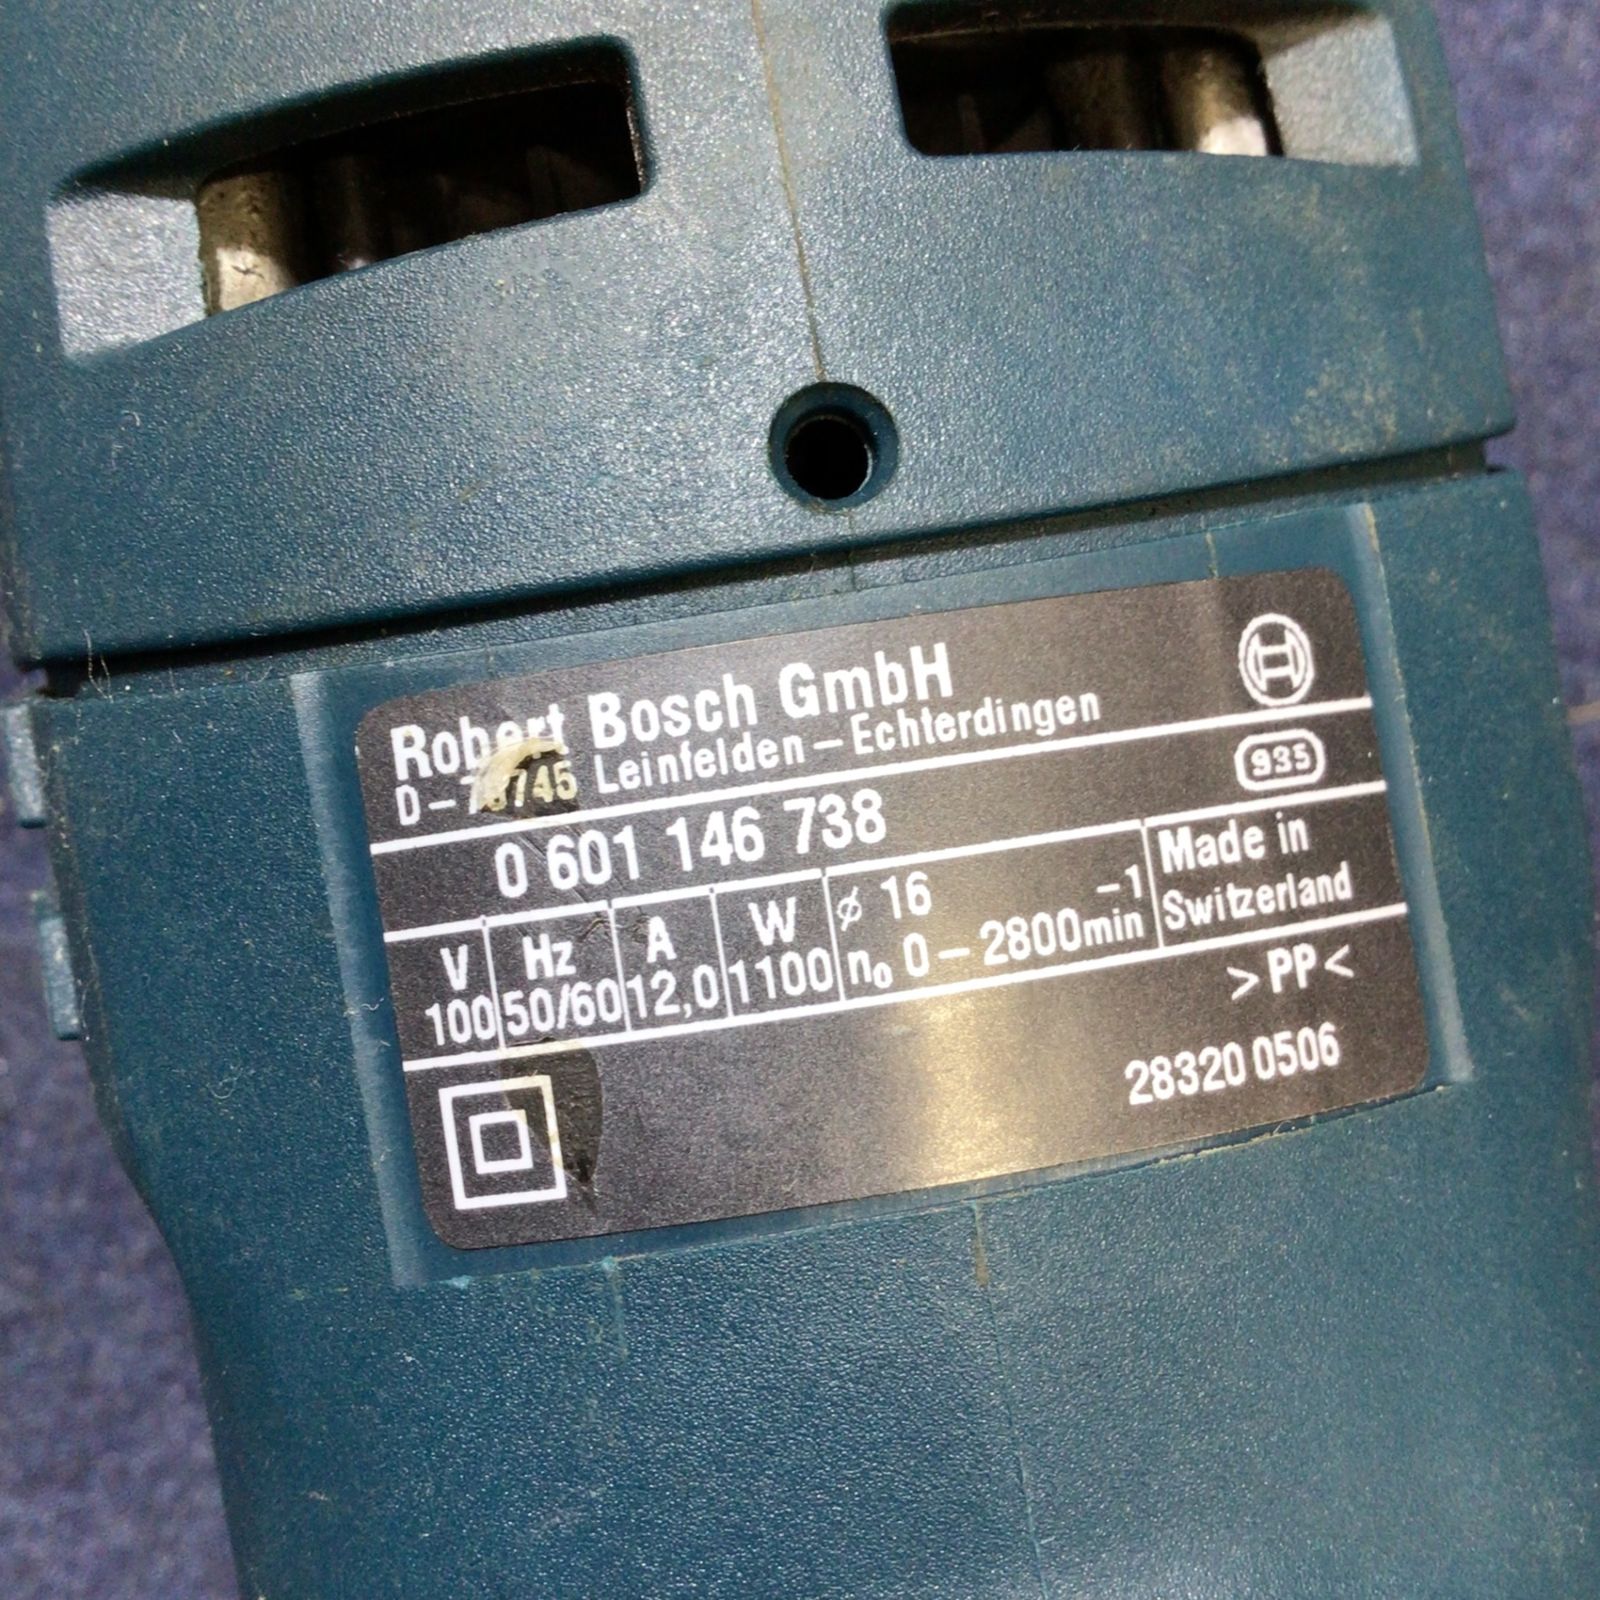 Robert Bosch GmbH
D-70745 Leinfelden-Echterdingen
935
0 601 146 738
V Hz A W ø 16
100 50/60 12,0 1100 n₀ 0-2800min⁻¹
Made in
Switzerland
>PP<
28320 0506